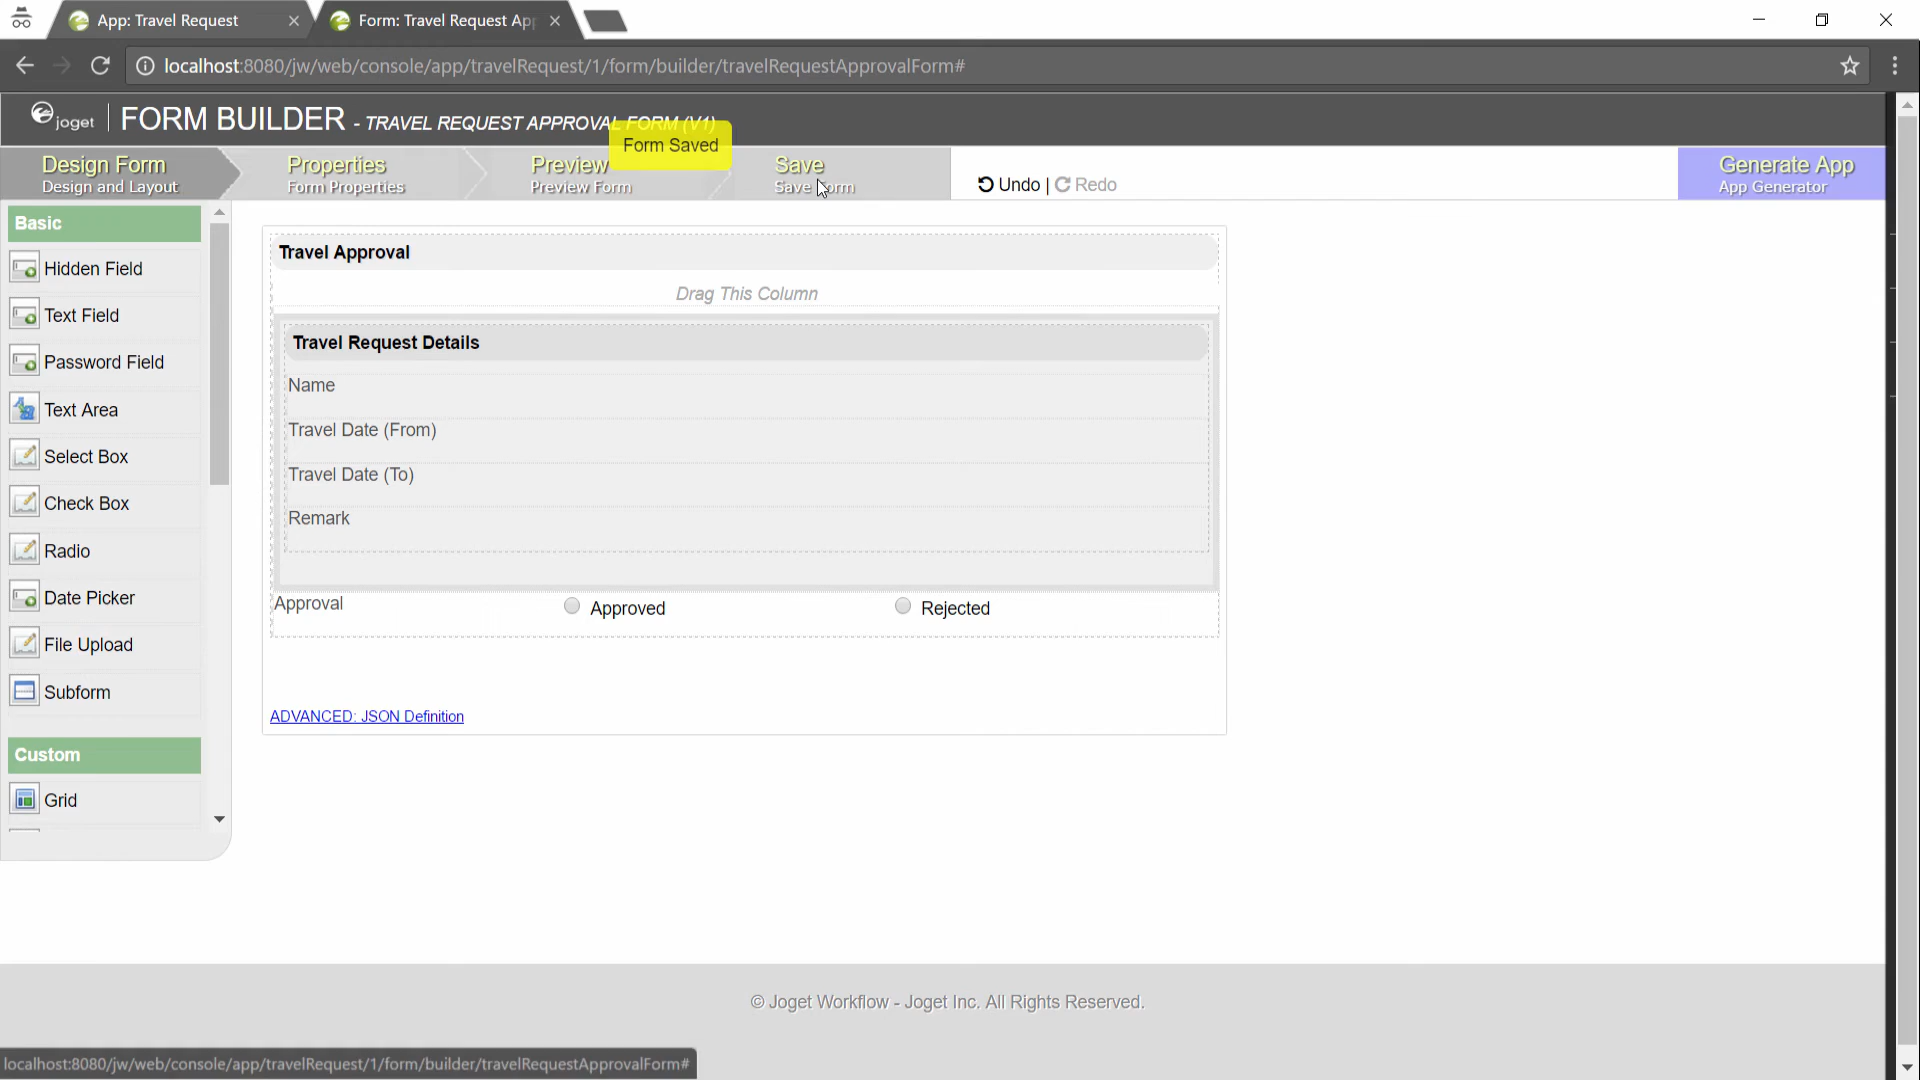 App: Travel Request
Form: Travel Request App
localhost:8080/jw/web/console/app/travelRequest/1/form/builder/travelRequestApprovalForm#
joget
FORM BUILDER - TRAVEL REQUEST APPROVAL FORM (V1)
Form Saved
Design Form
Design and Layout
Properties
Form Properties
Preview
Preview Form
Save
Save Form
Undo | Redo
Generate App
App Generator
Basic
Hidden Field
Text Field
Password Field
Text Area
Select Box
Check Box
Radio
Date Picker
File Upload
Subform
Custom
Grid
Travel Approval
Drag This Column
Travel Request Details
Name
Travel Date (From)
Travel Date (To)
Remark
Approval
Approved
Rejected
ADVANCED: JSON Definition
© Joget Workflow - Joget Inc. All Rights Reserved.
localhost:8080/jw/web/console/app/travelRequest/1/form/builder/travelRequestApprovalForm#